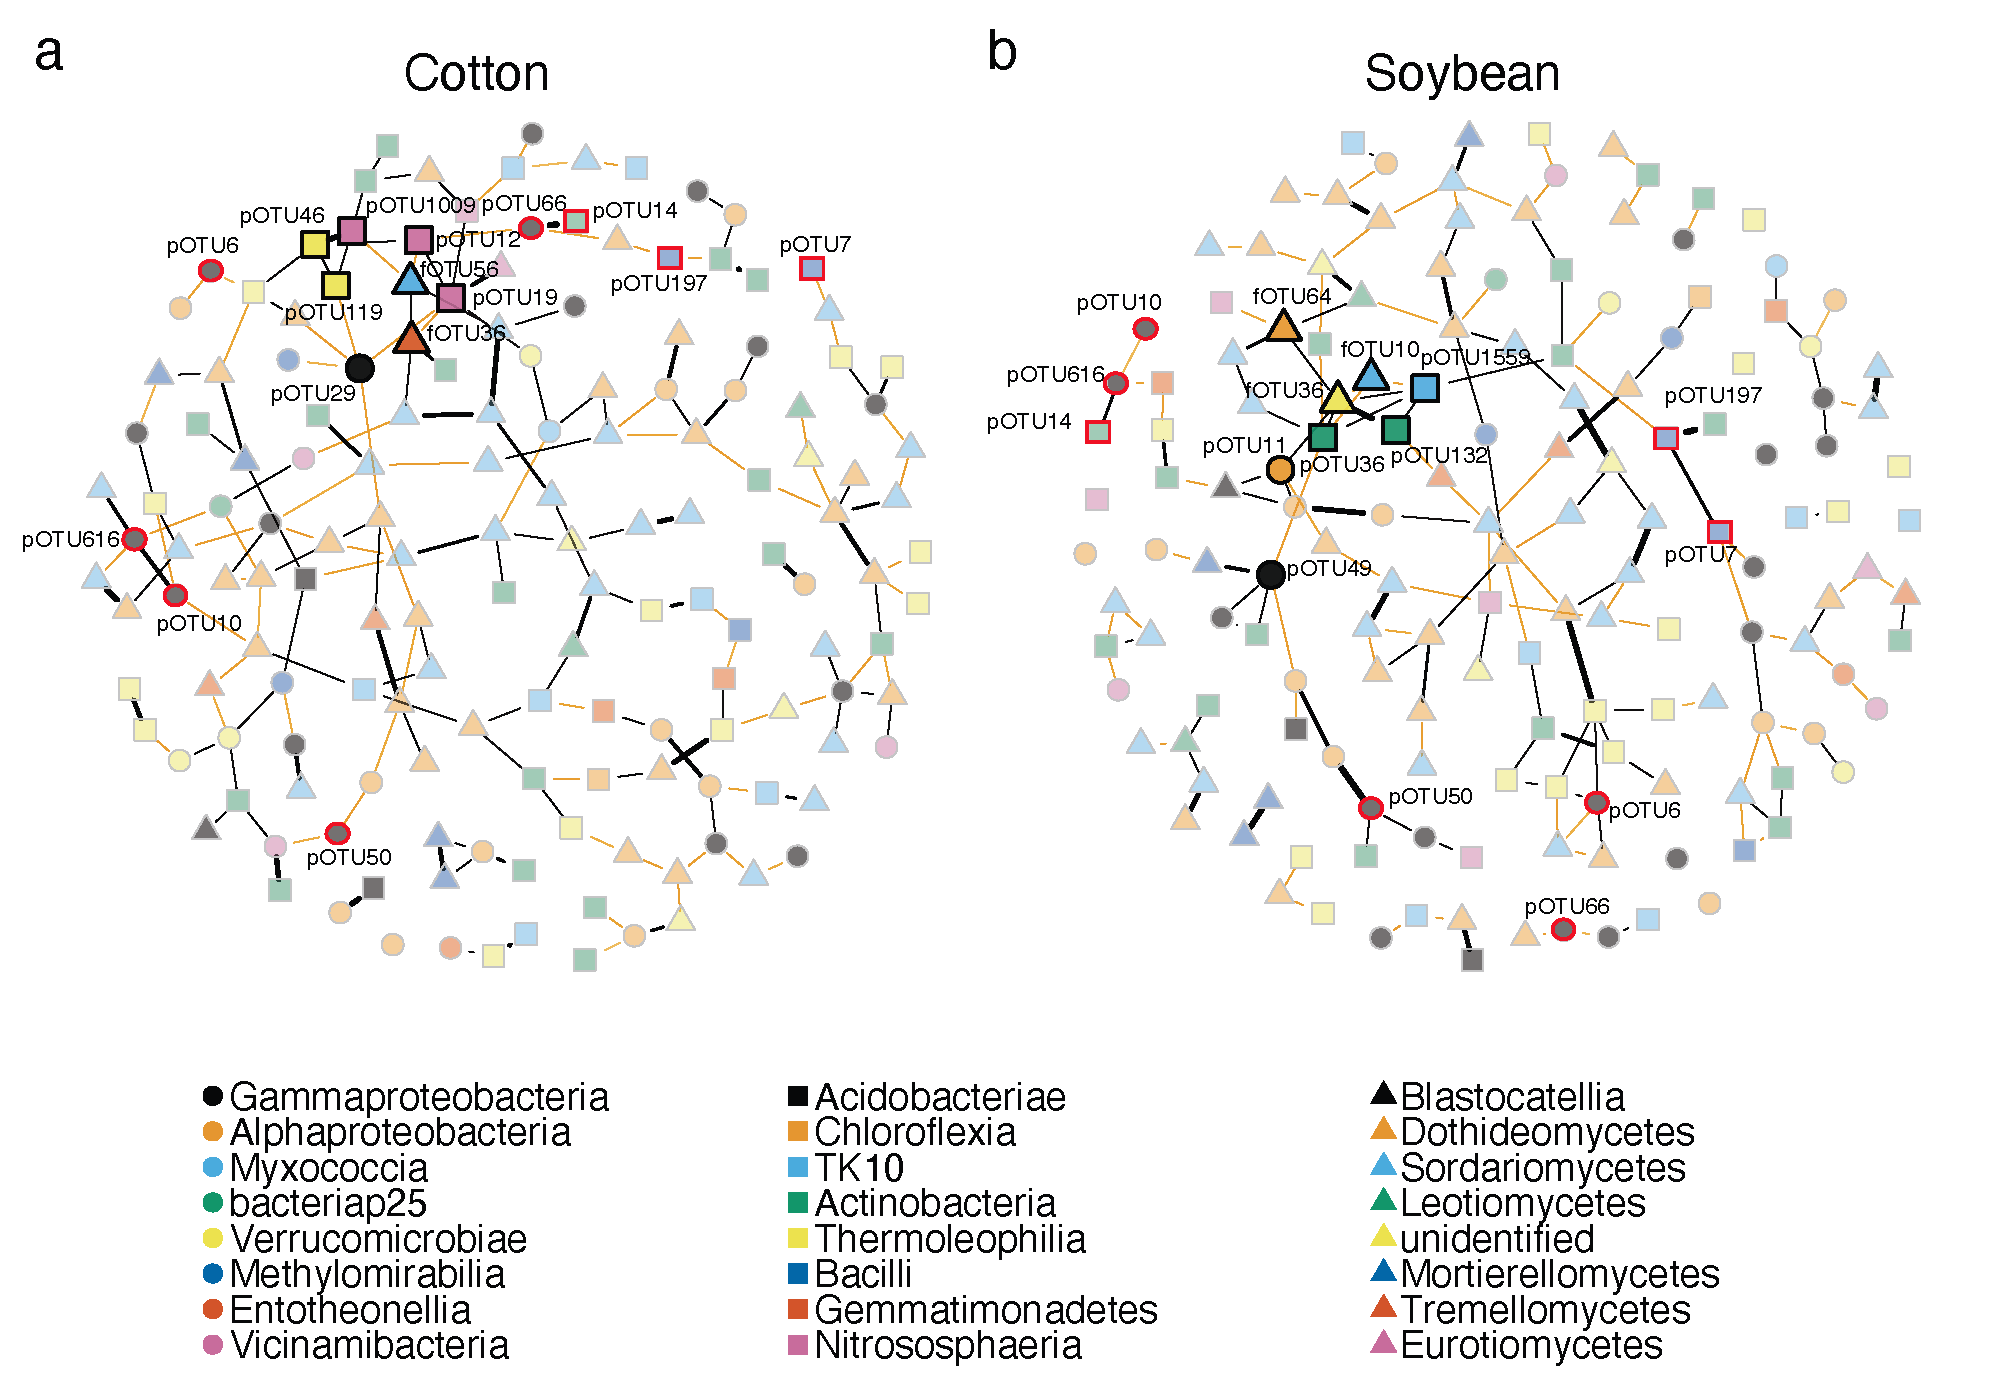 a
Cotton
pOTU46
pOTU1009
pOTU66
pOTU14
pOTU6
pOTU12
pOTU7
fOTU56
pOTU197
pOTU19
pOTU119
fOTU36
pOTU29
pOTU616
pOTU10
pOTU50
b
Soybean
pOTU10
fOTU64
fOTU10
pOTU1559
pOTU616
fOTU36
pOTU197
pOTU14
pOTU11
pOTU36
pOTU132
pOTU7
pOTU49
pOTU50
pOTU6
pOTU66
Gammaproteobacteria
Alphaproteobacteria
Myxococcia
bacteriap25
Verrucomicrobiae
Methylomirabilia
Entotheonellia
Vicinamibacteria
Acidobacteriae
Chloroflexia
TK10
Actinobacteria
Thermoleophilia
Bacilli
Gemmatimonadetes
Nitrososphaeria
Blastocatellia
Dothideomycetes
Sordariomycetes
Leotiomycetes
unidentified
Mortierellomycetes
Tremellomycetes
Eurotiomycetes